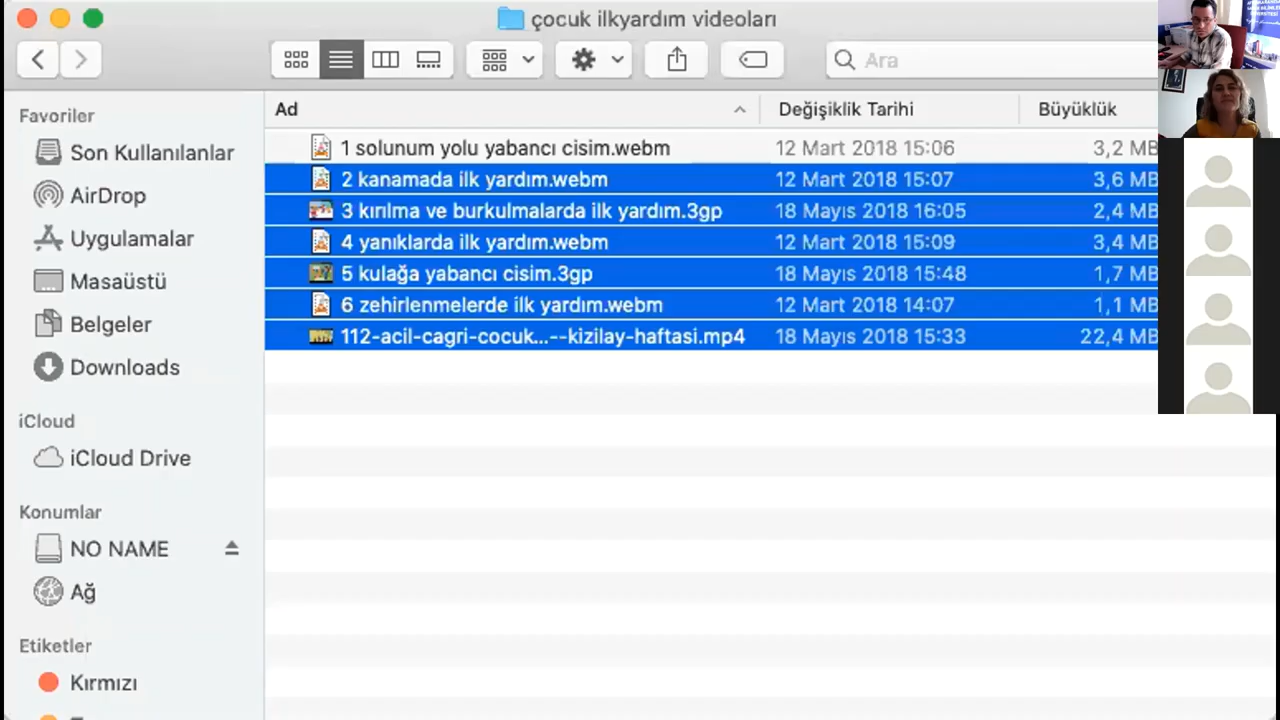 çocuk ilkyardım videoları
Ara
Favoriler
Son Kullanılanlar
AirDrop
Uygulamalar
Masaüstü
Belgeler
Downloads
iCloud
iCloud Drive
Konumlar
NO NAME
Ağ
Etiketler
Kırmızı
Ad Değişiklik Tarihi Büyüklük
1 solunum yolu yabancı cisim.webm 12 Mart 2018 15:06 3,2 MB
2 kanamada ilk yardım.webm 12 Mart 2018 15:07 3,6 MB
3 kırılma ve burkulmalarda ilk yardım.3gp 18 Mayıs 2018 16:05 2,4 MB
4 yanıklarda ilk yardım.webm 12 Mart 2018 15:09 3,4 MB
5 kulağa yabancı cisim.3gp 18 Mayıs 2018 15:48 1,7 MB
6 zehirlenmelerde ilk yardım.webm 12 Mart 2018 14:07 1,1 MB
112-acil-cagri-cocuk...--kizilay-haftasi.mp4 18 Mayıs 2018 15:33 22,4 MB